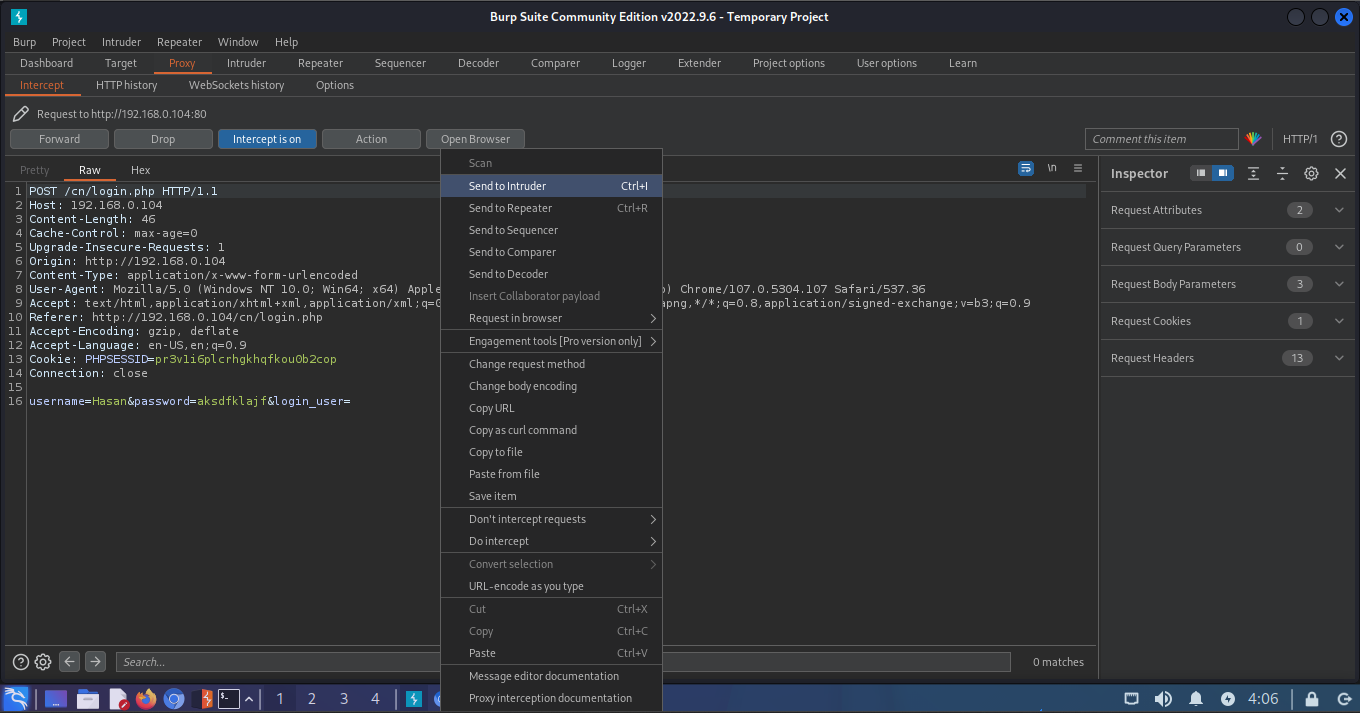 Burp Suite Community Edition v2022.9.6 - Temporary Project
Burp Project Intruder Repeater Window Help
Dashboard Target Proxy Intruder Repeater Sequencer Decoder Comparer Logger Extender Project options User options Learn
Intercept HTTP history WebSockets history Options
Request to http://192.168.0.104:80
Forward Drop Intercept is on Action Open Browser Comment this item HTTP/1 ?
Pretty Raw Hex \n
1 POST /cn/login.php HTTP/1.1
2 Host: 192.168.0.104
3 Content-Length: 46
4 Cache-Control: max-age=0
5 Upgrade-Insecure-Requests: 1
6 Origin: http://192.168.0.104
7 Content-Type: application/x-www-form-urlencoded
8 User-Agent: Mozilla/5.0 (Windows NT 10.0; Win64; x64) Apple ) Chrome/107.0.5304.107 Safari/537.36
9 Accept: text/html,application/xhtml+xml,application/xml;q=0 apng,*/*;q=0.8,application/signed-exchange;v=b3;q=0.9
10 Referer: http://192.168.0.104/cn/login.php
11 Accept-Encoding: gzip, deflate
12 Accept-Language: en-US,en;q=0.9
13 Cookie: PHPSESSID=pr3v1i6plcrhgkhqfkou0b2cop
14 Connection: close
15
16 username=Hasan&password=aksdfklajf&login_user=
Scan
Send to Intruder Ctrl+I
Send to Repeater Ctrl+R
Send to Sequencer
Send to Comparer
Send to Decoder
Insert Collaborator payload
Request in browser
Engagement tools [Pro version only]
Change request method
Change body encoding
Copy URL
Copy as curl command
Copy to file
Paste from file
Save item
Don't intercept requests
Do intercept
Convert selection
URL-encode as you type
Cut Ctrl+X
Copy Ctrl+C
Paste Ctrl+V
Message editor documentation
Proxy interception documentation
Inspector
Request Attributes 2
Request Query Parameters 0
Request Body Parameters 3
Request Cookies 1
Request Headers 13
? Search... 0 matches
1 2 3 4 4:06